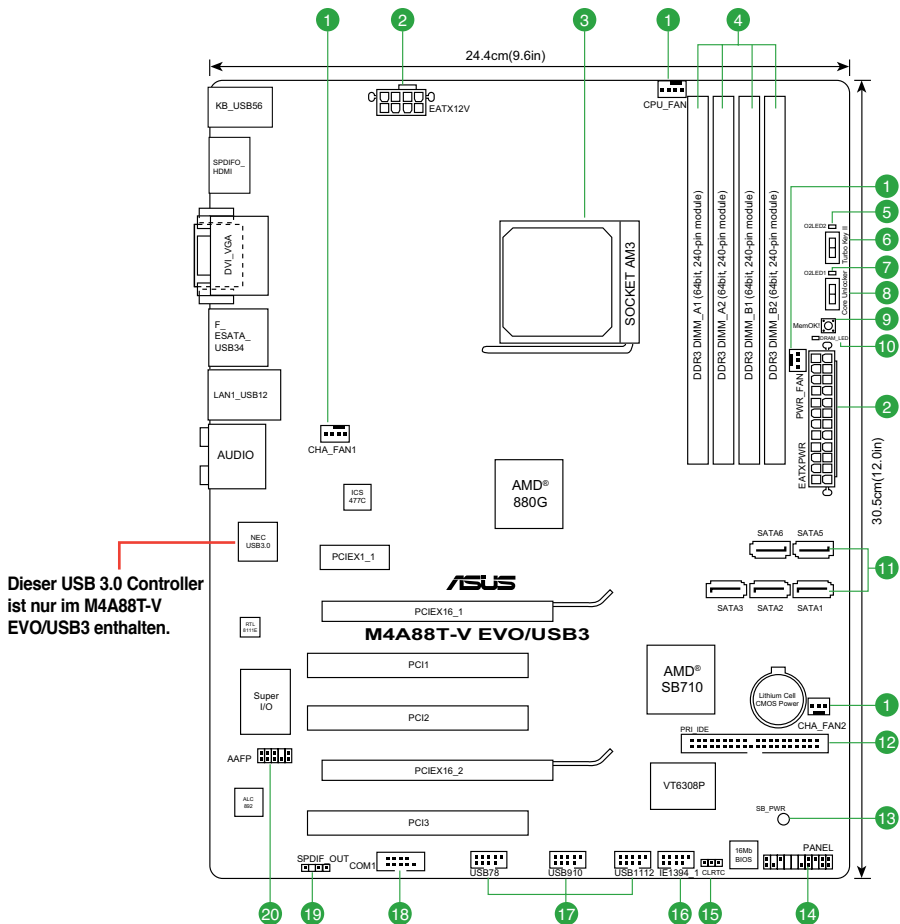 1
2
3
1
4
24.4cm(9.6in)
KB_USB56
EATX12V
CPU_FAN
SPDIFO_
HDMI
DVI_VGA
F_
ESATA_
USB34
LAN1_USB12
AUDIO
SOCKET AM3
DDR3 DIMM_A1 (64bit, 240-pin module)
DDR3 DIMM_A2 (64bit, 240-pin module)
DDR3 DIMM_B1 (64bit, 240-pin module)
DDR3 DIMM_B2 (64bit, 240-pin module)
1
O2LED2
5
Turbo Key II
6
O2LED1
7
Core Unlocker
8
MemOK!
9
DRAM_LED
10
PWR_FAN
EATXPWR
2
30.5cm(12.0in)
CHA_FAN1
ICS
477C
AMD®
880G
NEC
USB3.0
PCIEX1_1
SATA6
SATA5
11
SATA3
SATA2
SATA1
Dieser USB 3.0 Controller
ist nur im M4A88T-V
EVO/USB3 enthalten.
ASUS
PCIEX16_1
M4A88T-V EVO/USB3
RTL
8111E
PCI1
AMD®
SB710
Super
I/O
Lithium Cell
CMOS Power
1
CHA_FAN2
PCI2
PRI_IDE
12
AAFP
PCIEX16_2
VT6308P
ALC
892
SB_PWR
13
PCI3
16Mb
BIOS
PANEL
SPDIF_OUT
COM1
USB78
USB910
USB1112
IE1394_1
CLRTC
20
19
18
17
16
15
14